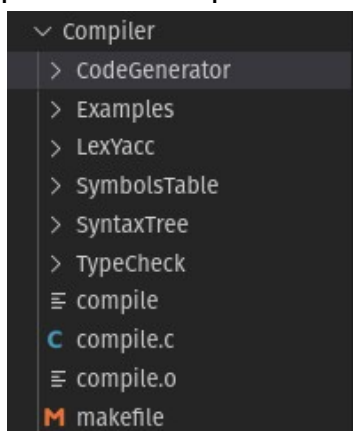 Compiler
CodeGenerator
Examples
LexYacc
SymbolsTable
SyntaxTree
TypeCheck
compile
C compile.c
compile.o
M makefile